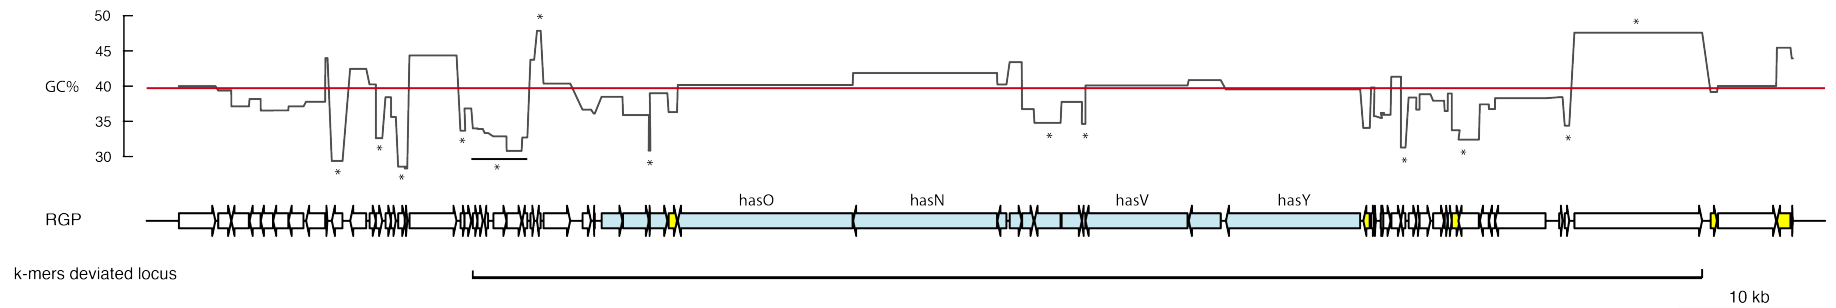 50
*
*
45
GC% 40
35
* * * * * * * * * * *
30
hasO hasN hasV hasY
RGP
k-mers deviated locus
10 kb